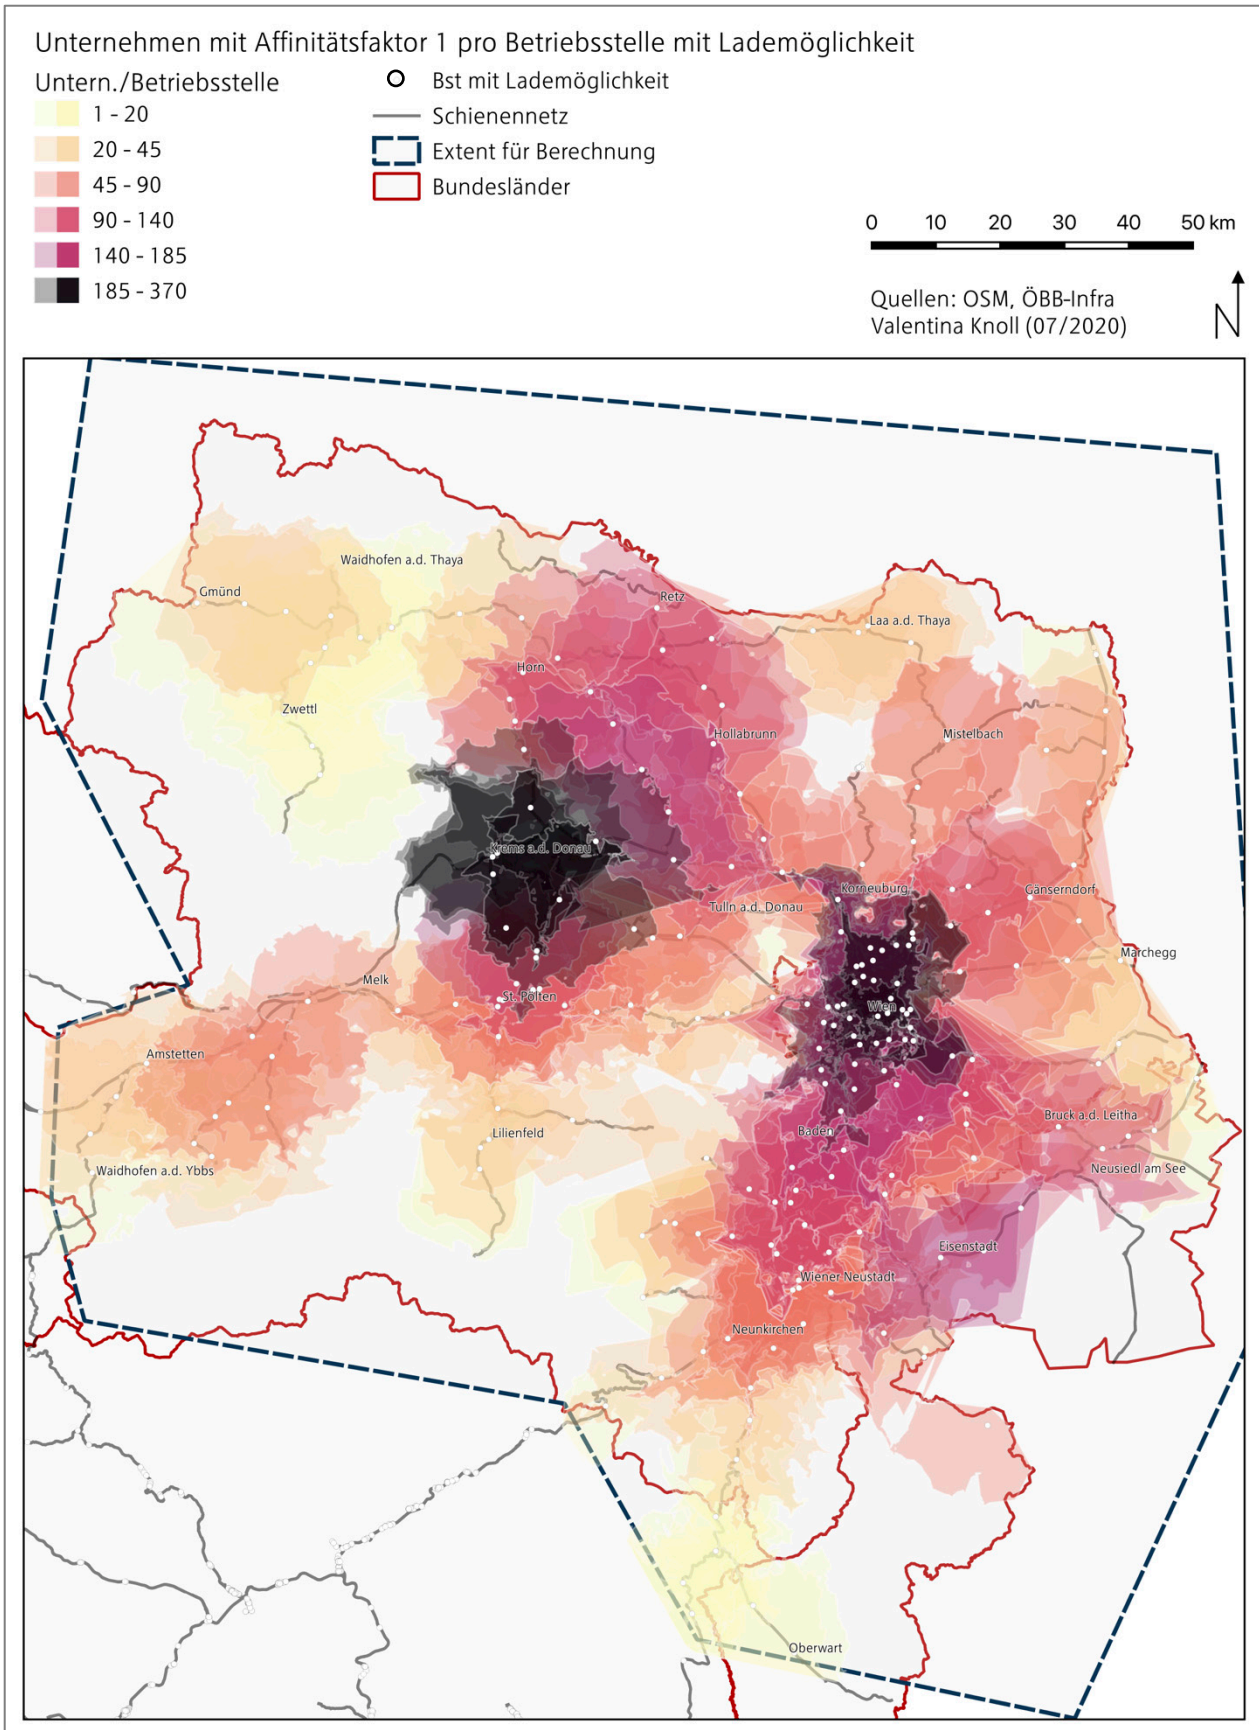 Unternehmen mit Affinitätsfaktor 1 pro Betriebsstelle mit Lademöglichkeit
Untern./Betriebsstelle
1 - 20
20 - 45
45 - 90
90 - 140
140 - 185
185 - 370
Bst mit Lademöglichkeit
Schienennetz
Extent für Berechnung
Bundesländer
0 10 20 30 40 50 km
Quellen: OSM, ÖBB-Infra
Valentina Knoll (07/2020)
N
Waidhofen a.d. Thaya
Gmünd
Retz
Laa a.d. Thaya
Horn
Zwettl
Hollabrunn
Mistelbach
Krems a.d. Donau
Korneuburg
Gänserndorf
Tulln a.d. Donau
Marchegg
Melk
St. Pölten
Wien
Amstetten
Bruck a.d. Leitha
Lilienfeld
Baden
Waidhofen a.d. Ybbs
Neusiedl am See
Eisenstadt
Wiener Neustadt
Neunkirchen
Oberwart